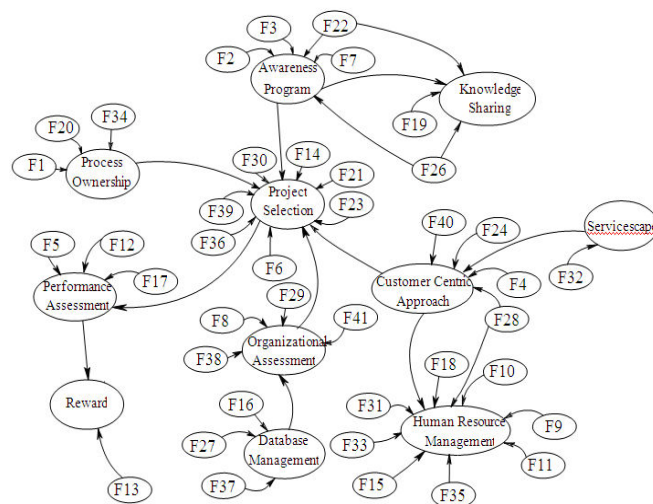 F3
F22
F2
F7
Awareness
Program
Knowledge
Sharing
F34
F20
F19
F1
Process
Ownership
F30
F14
F26
F21
Project
Selection
F39
F23
F40
F24
Servicescape
F36
F5
F12
F6
F32
F17
Performance
Assessment
F29
Customer Centric
Approach
F4
F8
F41
F28
Organizational
Assessment
F38
F18
F10
Reward
F16
F31
F9
F27
Database
Management
F33
Human Resource
Management
F11
F37
F15
F35
F13